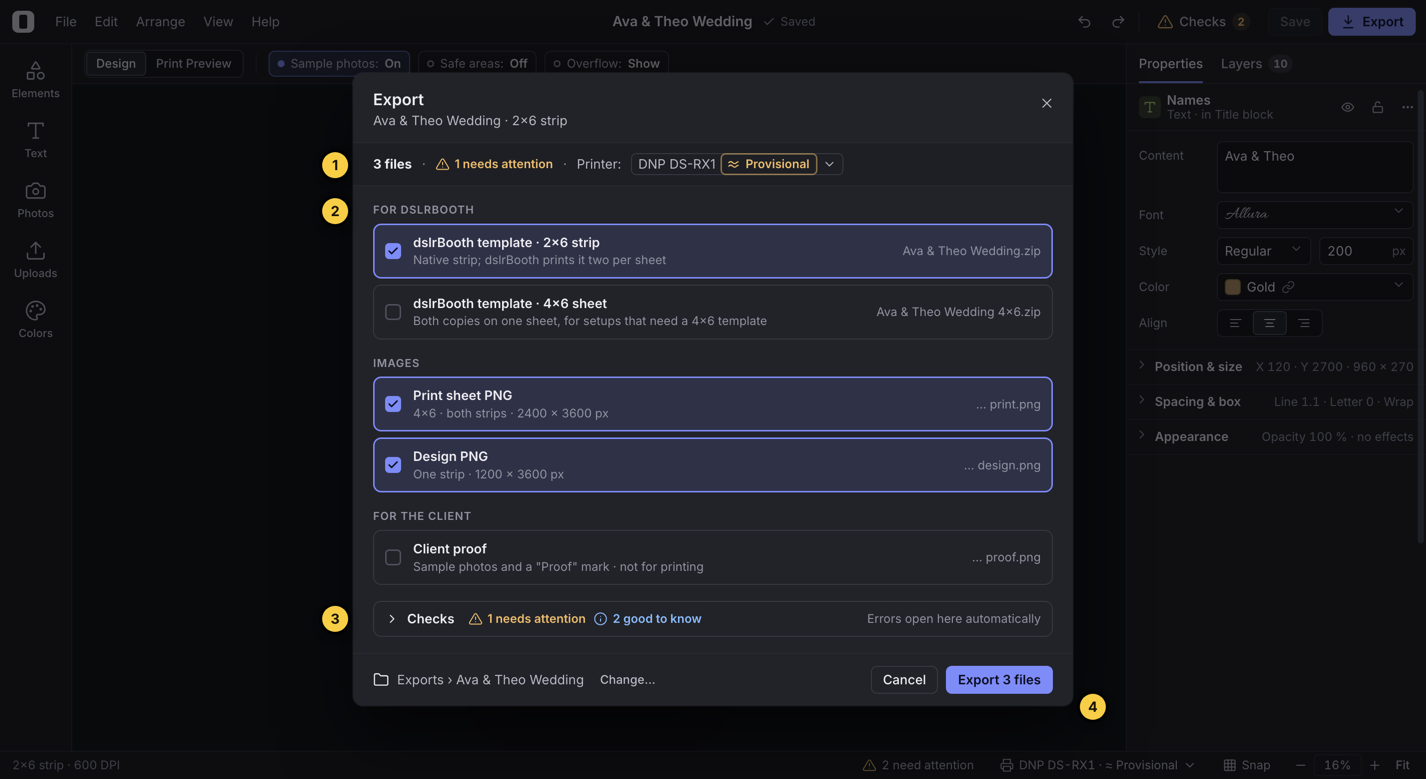 File Edit Arrange View Help
Ava & Theo Wedding Saved
Checks 2 Save Export
Design Print Preview Sample photos: On Safe areas: Off Overflow: Show
Elements
Text
Photos
Uploads
Colors
Export
Ava & Theo Wedding · 2×6 strip
1
3 files · 1 needs attention · Printer: DNP DS-RX1 ≈ Provisional
2
FOR DSLRBOOTH
dslrBooth template · 2×6 strip
Native strip; dslrBooth prints it two per sheet
Ava & Theo Wedding.zip
dslrBooth template · 4×6 sheet
Both copies on one sheet, for setups that need a 4×6 template
Ava & Theo Wedding 4×6.zip
IMAGES
Print sheet PNG
4×6 · both strips · 2400 × 3600 px
... print.png
Design PNG
One strip · 1200 × 3600 px
... design.png
FOR THE CLIENT
Client proof
Sample photos and a "Proof" mark · not for printing
... proof.png
3
Checks 1 needs attention 2 good to know Errors open here automatically
Exports › Ava & Theo Wedding Change... Cancel Export 3 files
4
Properties Layers 10
Names
Text · in Title block
Content Ava & Theo
Font Allura
Style Regular 200 px
Color Gold
Align
Position & size X 120 · Y 2700 · 960 × 270
Spacing & box Line 1.1 · Letter 0 · Wrap
Appearance Opacity 100 % · no effects
2×6 strip · 600 DPI
2 need attention DNP DS-RX1 · ≈ Provisional Snap 16% Fit